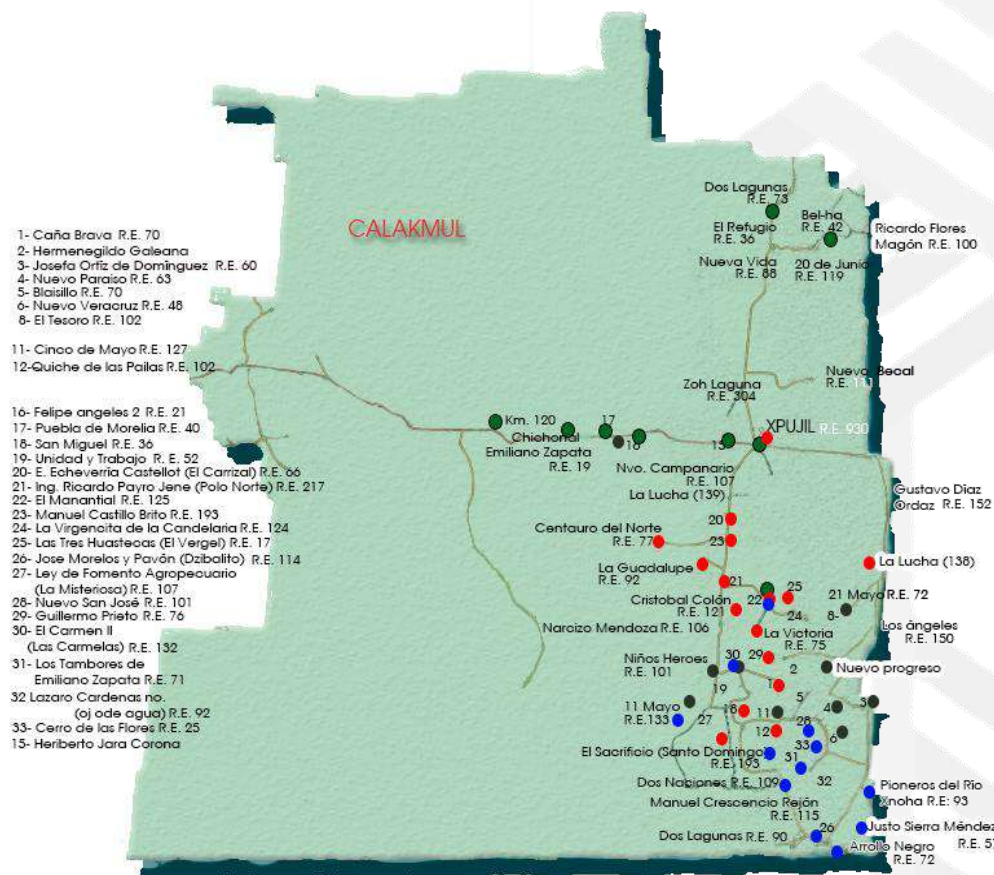 1- Caña Brava R.E. 70
2- Hermenegildo Galeana
3- Josefa Ortiz de Domínguez R.E. 60
4- Nuevo Paraiso R.E. 63
5- Blaisillo R.E. 70
6- Nuevo Veracruz R.E. 48
8- El Tesoro R.E. 102
11- Cinco de Mayo R.E. 127
12-Quiche de las Pailas R.E. 102
16- Felipe angeles 2 R.E. 21
17- Puebla de Morelia R.E. 40
18- San Miguel R.E. 36
19- Unidad y Trabajo R.E. 52
20- E. Echeverría Castellot (El Carrizal) R.E. 66
21- Ing. Ricardo Payro Jene (Polo Norte) R.E. 217
22- El Manantial R.E. 125
23- Manuel Castillo Brito R.E. 193
24- La Virgencita de la Candelaria R.E. 124
25- Las Tres Huastecas (El Vergel) R.E. 17
26- Jose Morelos y Pavón (Dzibalito) R.E. 114
27- Ley de Fomento Agropecuario
(La Misteriosa) R.E. 107
28- Nuevo San José R.E. 101
29- Guillermo Prieto R.E. 76
30- El Carmen II
(Las Carmelas) R.E. 132
31- Los Tambores de
Emiliano Zapata R.E. 71
32 Lazaro Cardenas no.
(oj ode agua) R.E. 92
33- Cerro de las Flores R.E. 25
15- Heriberto Jara Corona
CALAKMUL
Dos Lagunas
R.E. 73
Bel-ha
R.E. 42
El Refugio
R.E. 36
Ricardo Flores
Magón R.E. 100
Nueva Vida
R.E. 88
20 de Junio
R.E. 119
Nuevo Becal
R.E. 111
Zoh Laguna
R.E. 304
XPUJIL R.E. 930
Km. 120
17
Chichonal
16
15
Emiliano Zapata
R.E. 19
Nvo. Campanario
R.E. 107
La Lucha (139)
Gustavo Díaz
Ordaz R.E. 152
20
Centauro del Norte
R.E. 77
23
La Guadalupe
R.E. 92
La Lucha (138)
21
25
22
24
21 Mayo R.E. 72
8-
Cristobal Colón
R.E. 121
Narcizo Mendoza R.E. 106
La Victoria
R.E. 75
Los ángeles
R.E. 150
Niños Heroes
R.E. 101
30
29
2
Nuevo progreso
19
1
5
11 Mayo
R.E.133
27
18
11
4
3
12
28
6
33
El Sacrificio (Santo Domingo)
R.E. 193
31
32
Dos Naciones R.E. 109
Manuel Crescencio Rejón
R.E. 115
Pioneros del Río
Xnoha R.E: 93
Dos Lagunas R.E. 90
26
Justo Sierra Méndez
R.E. 57
Arrollo Negro
R.E. 72